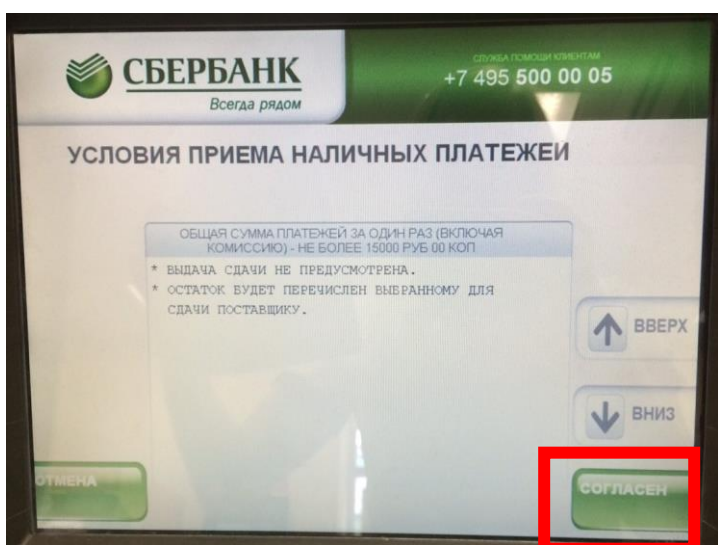 СБЕРБАНК
Всегда рядом
СЛУЖБА ПОМОЩИ КЛИЕНТАМ
+7 495 500 00 05
УСЛОВИЯ ПРИЕМА НАЛИЧНЫХ ПЛАТЕЖЕЙ
ОБЩАЯ СУММА ПЛАТЕЖЕЙ ЗА ОДИН РАЗ (ВКЛЮЧАЯ
КОМИССИЮ) - НЕ БОЛЕЕ 15000 РУБ 00 КОП
* ВЫДАЧА СДАЧИ НЕ ПРЕДУСМОТРЕНА.
* ОСТАТОК БУДЕТ ПЕРЕЧИСЛЕН ВЫБРАННОМУ ДЛЯ
СДАЧИ ПОСТАВЩИКУ.
ВВЕРХ
ВНИЗ
ОТМЕНА
СОГЛАСЕН